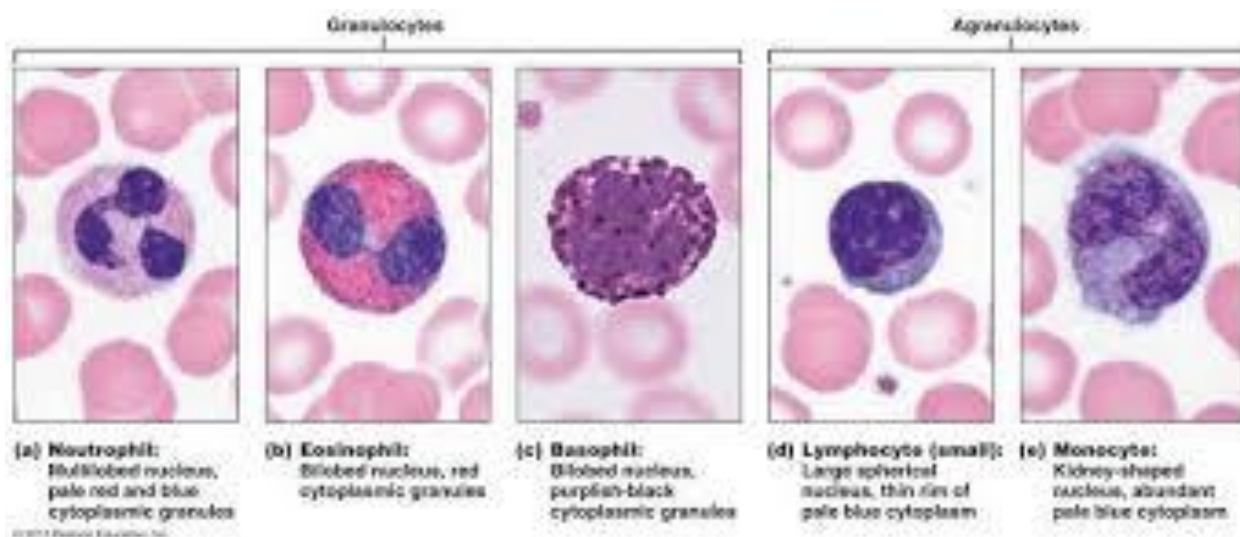 Granulocytes
Agranulocytes
(a) Neutrophil:
Multilobed nucleus,
pale red and blue
cytoplasmic granules
(b) Eosinophil:
Bilobed nucleus, red
cytoplasmic granules
(c) Basophil:
Bilobed nucleus,
purplish-black
cytoplasmic granules
(d) Lymphocyte (small):
Large spherical
nucleus, thin rim of
pale blue cytoplasm
(e) Monocyte:
Kidney-shaped
nucleus, abundant
pale blue cytoplasm